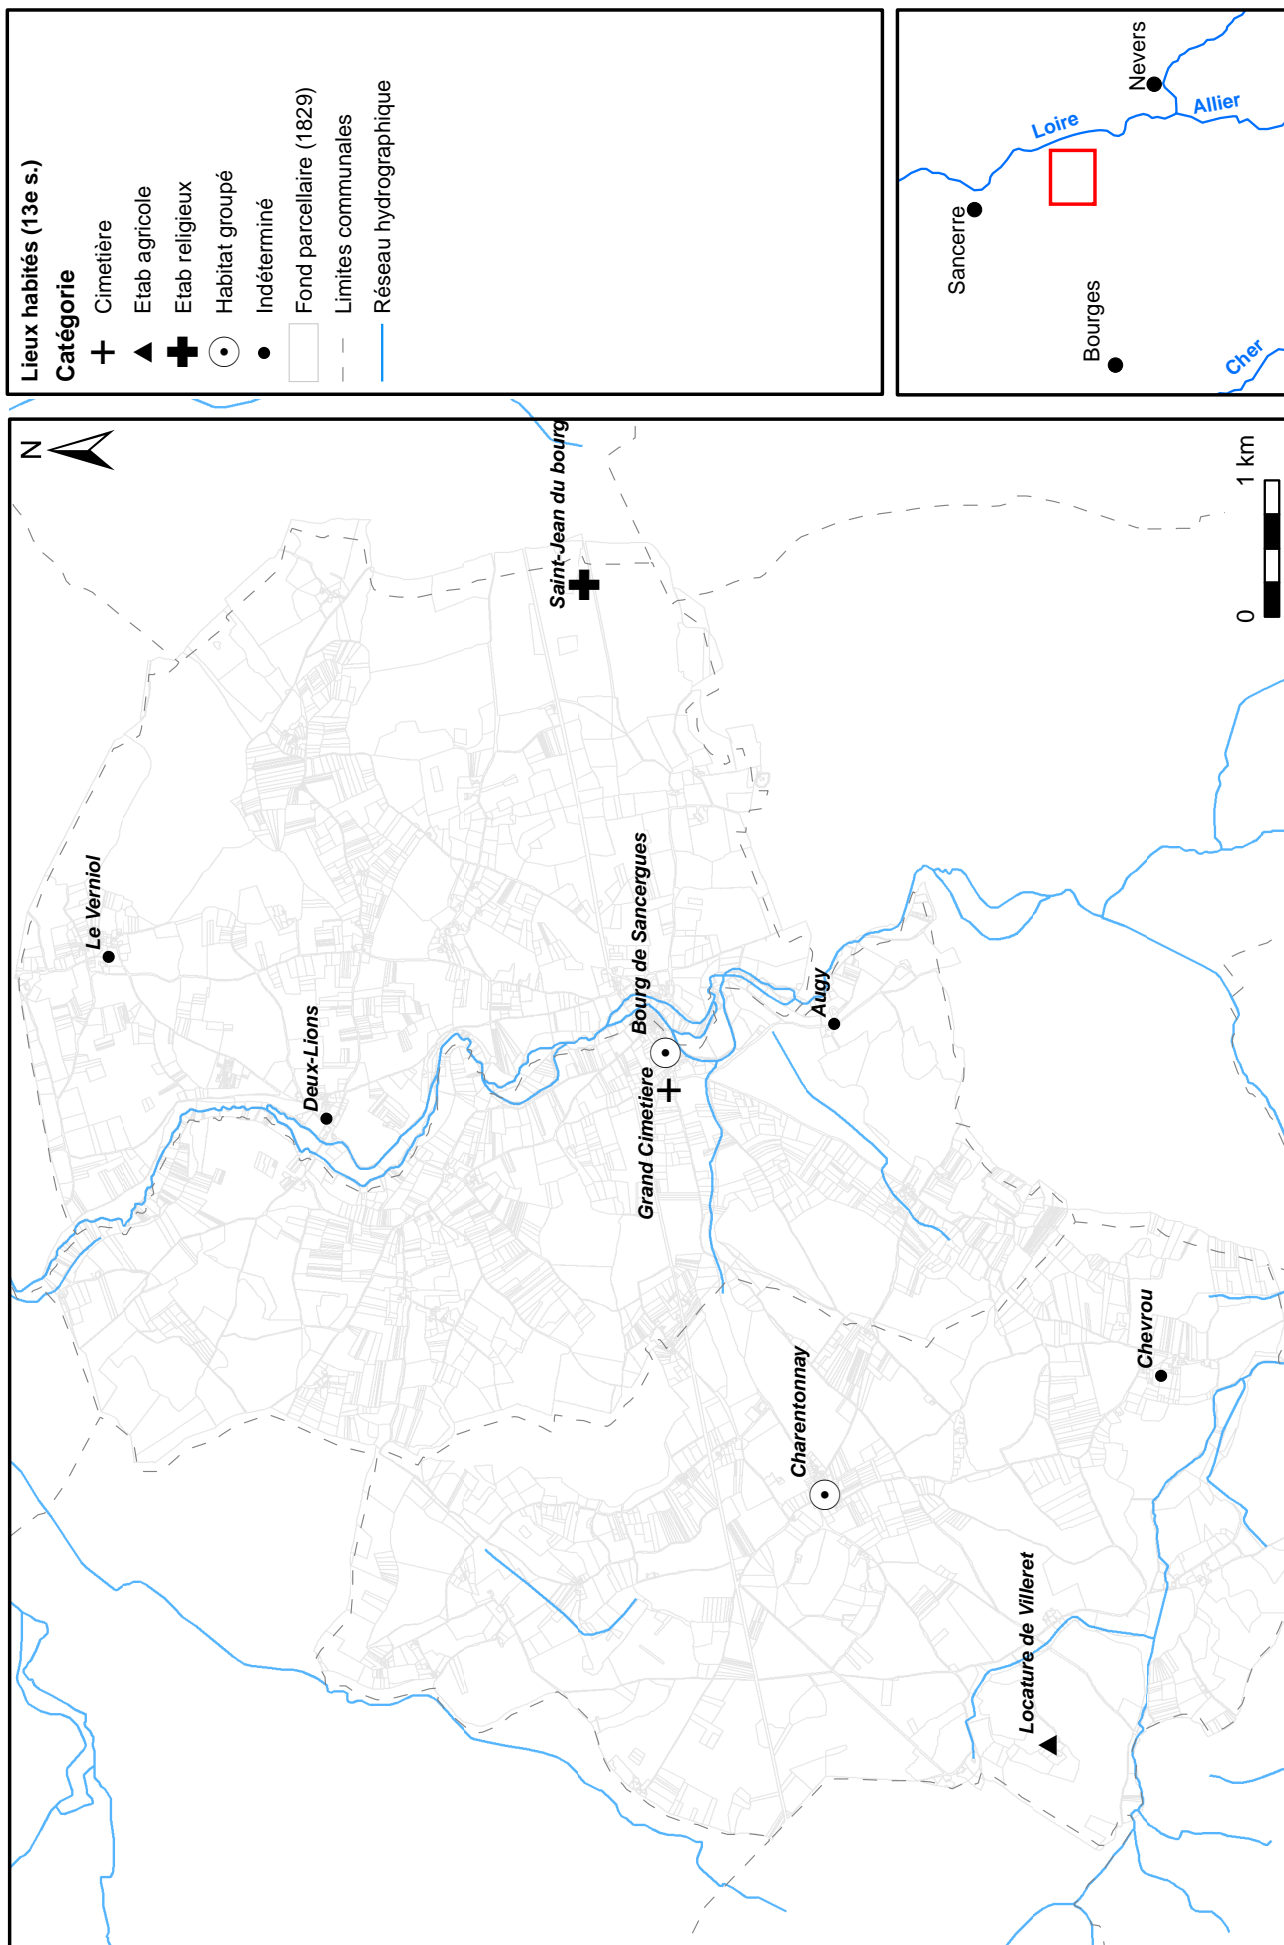 Lieux habités (13e s.)
Catégorie
Cimetière
Etab agricole
Etab religieux
Habitat groupé
Indéterminé
Fond parcellaire (1829)
Limites communales
Réseau hydrographique
Sancerre
Bourges
Nevers
Loire
Allier
Cher
N
Le Verniol
Deux-Lions
Saint-Jean du bourg
Bourg de Sancergues
Grand Cimetiere
Augy
Charentonnay
Chevrou
Locature de Villeret
0 1 km